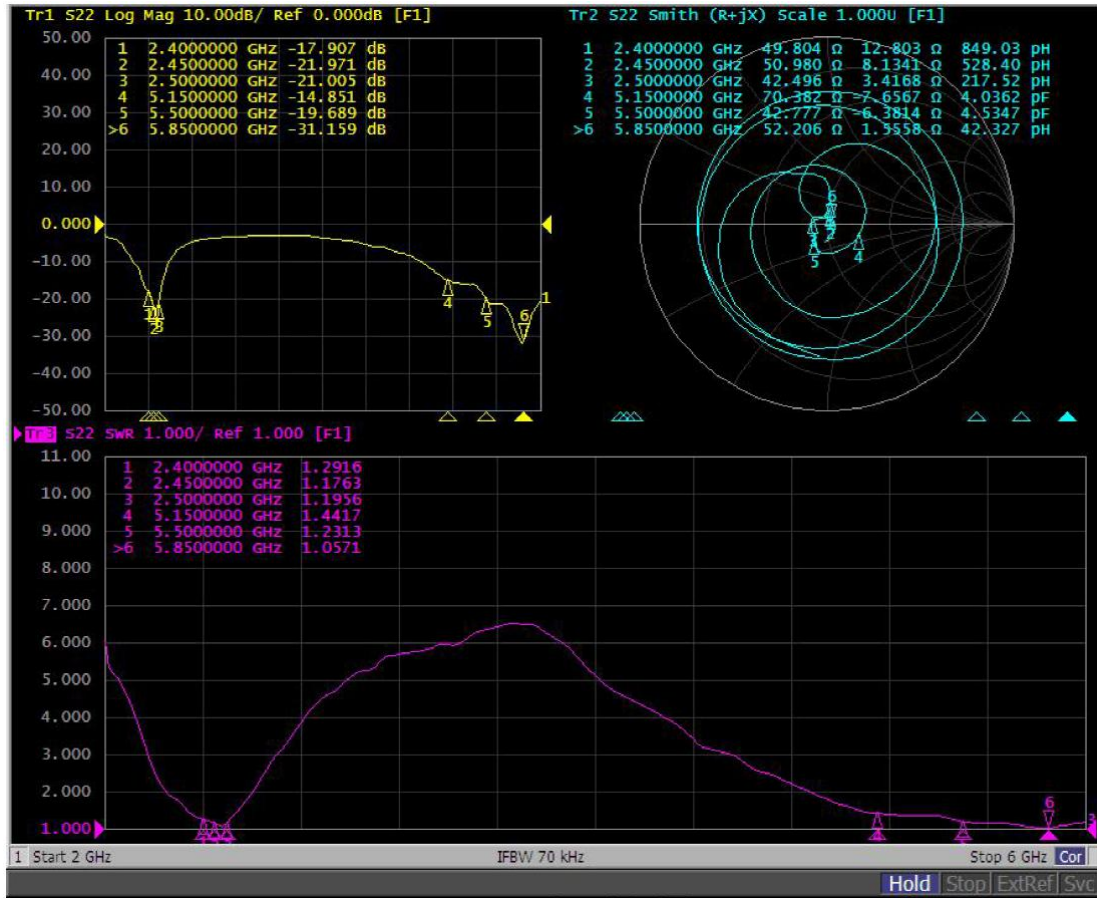 Tr1 S22 Log Mag 10.00dB/ Ref 0.000dB [F1]
50.00
1 2.4000000 GHz -17.907 dB
2 2.4500000 GHz -21.971 dB
3 2.5000000 GHz -21.005 dB
4 5.1500000 GHz -14.851 dB
5 5.5000000 GHz -19.689 dB
>6 5.8500000 GHz -31.159 dB
40.00
30.00
20.00
10.00
0.000
-10.00
-20.00
-30.00
-40.00
-50.00
4
5
6
1
Tr2 S22 Smith (R+jX) Scale 1.000U [F1]
1 2.4000000 GHz 49.804 Ω 12.803 Ω 849.03 pH
2 2.4500000 GHz 50.980 Ω 8.1341 Ω 528.40 pH
3 2.5000000 GHz 42.496 Ω 3.4168 Ω 217.52 pH
4 5.1500000 GHz 70.382 Ω -7.6567 Ω 4.0362 pF
5 5.5000000 GHz 42.777 Ω -6.3814 Ω 4.5347 pF
>6 5.8500000 GHz 52.206 Ω 1.5558 Ω 42.327 pH
6
5
4
Tr3 S22 SWR 1.000/ Ref 1.000 [F1]
11.00
1 2.4000000 GHz 1.2916
2 2.4500000 GHz 1.1763
3 2.5000000 GHz 1.1956
4 5.1500000 GHz 1.4417
5 5.5000000 GHz 1.2313
>6 5.8500000 GHz 1.0571
10.00
9.000
8.000
7.000
6.000
5.000
4.000
3.000
2.000
1.000
6
1 Start 2 GHz
IFBW 70 kHz
Stop 6 GHz Cor
Hold Stop ExtRef Svc